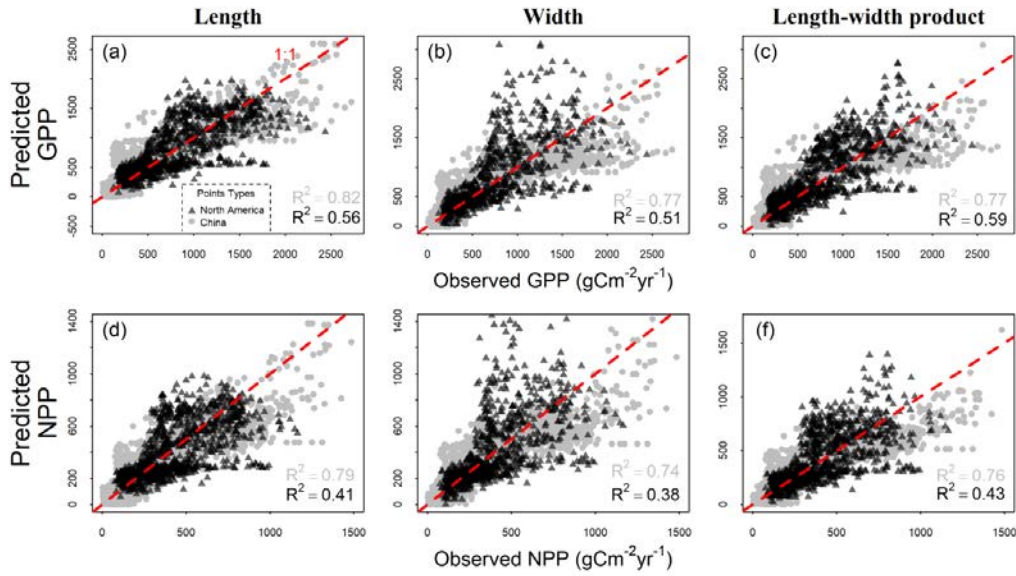 Length Width Length-width product
Predicted
GPP
(a)
2500
1500
500
-500
1:1
Points Types
North America
China
R² = 0.82
R² = 0.56
0 500 1000 1500 2000 2500
(b)
2500
1500
500
0
R² = 0.77
R² = 0.51
0 500 1000 1500 2000 2500
(c)
2500
1500
500
0
R² = 0.77
R² = 0.59
0 500 1000 1500 2000 2500
Observed GPP (gCm⁻²yr⁻¹)
Predicted
NPP
(d)
1400
1000
600
200
0
R² = 0.79
R² = 0.41
0 500 1000 1500
1400
1000
600
200
0
R² = 0.74
R² = 0.38
0 500 1000 1500
(f)
1500
1000
500
0
R² = 0.76
R² = 0.43
0 500 1000 1500
Observed NPP (gCm⁻²yr⁻¹)